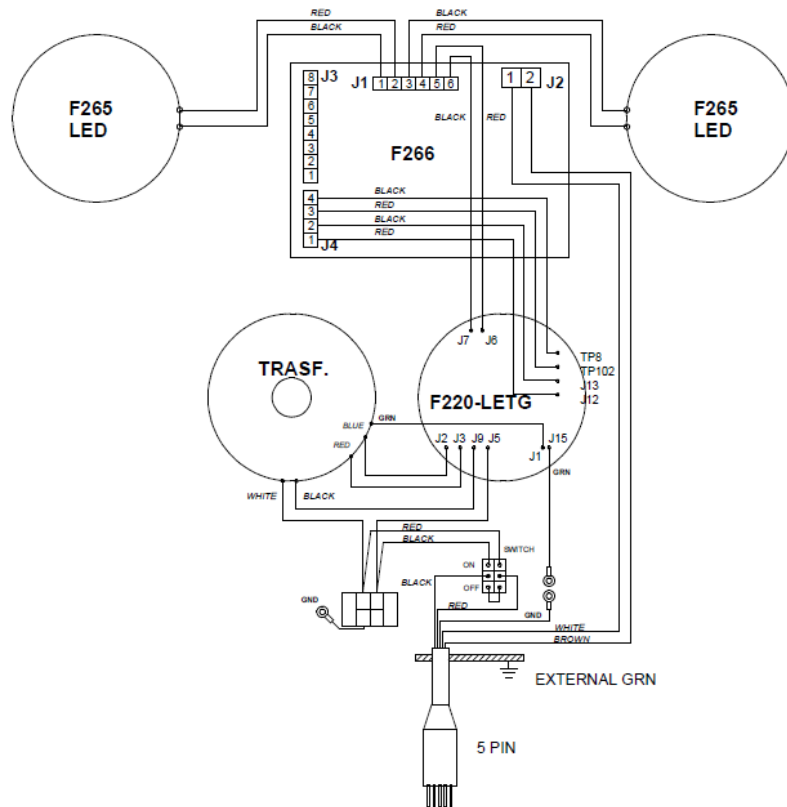 RED
BLACK
BLACK
RED
F265
LED
8 J3
7
6
5
4
3
2
1
J1 1 2 3 4 5 6
1 2 J2
BLACK
RED
F266
F265
LED
4
3
2
1 J4
BLACK
RED
BLACK
RED
TRASF.
J7 J6
TP8
TP102
J13
J12
F220-LETG
BLUE
GRN
RED
J2 J3 J9 J5
J1
J15
GRN
WHITE
BLACK
RED
BLACK
SWITCH
ON
OFF
BLACK
RED
GND
GND
WHITE
BROWN
EXTERNAL GRN
5 PIN